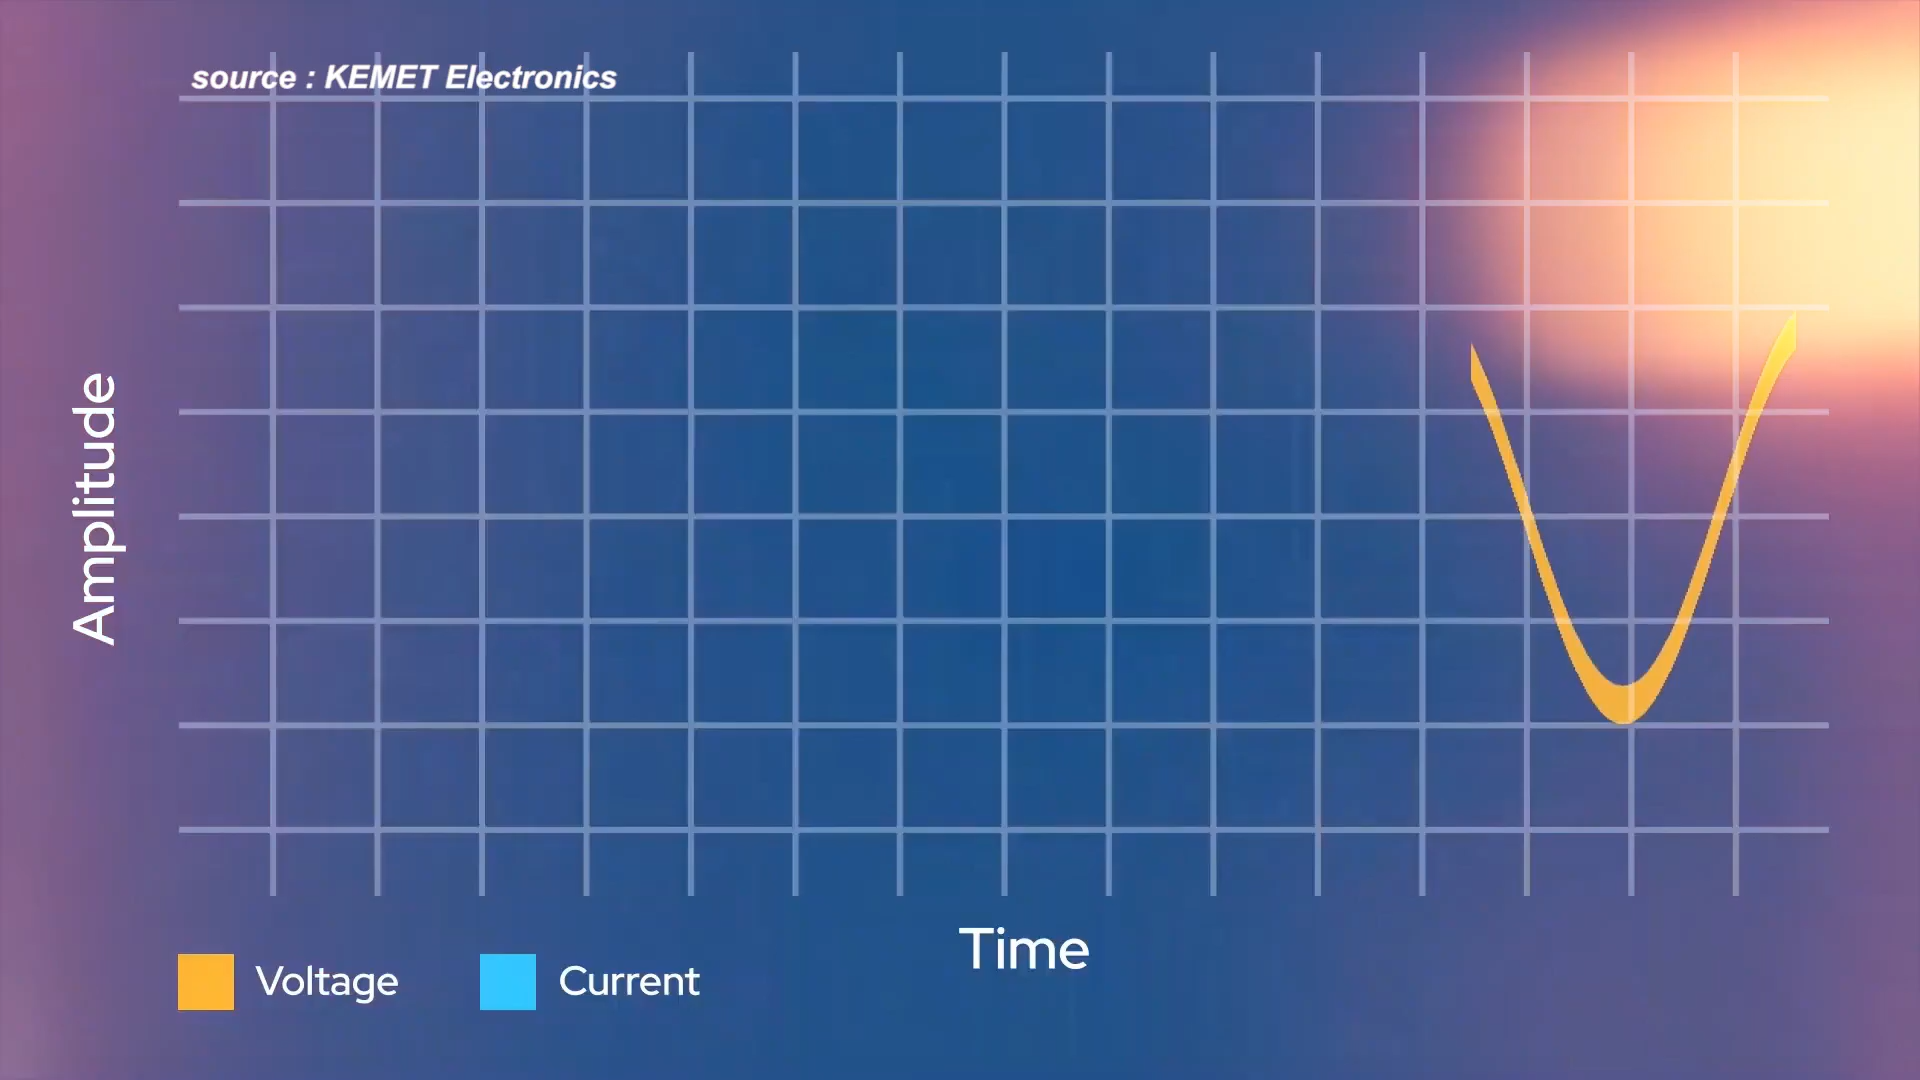 source : KEMET Electronics
Amplitude
Time
Voltage
Current